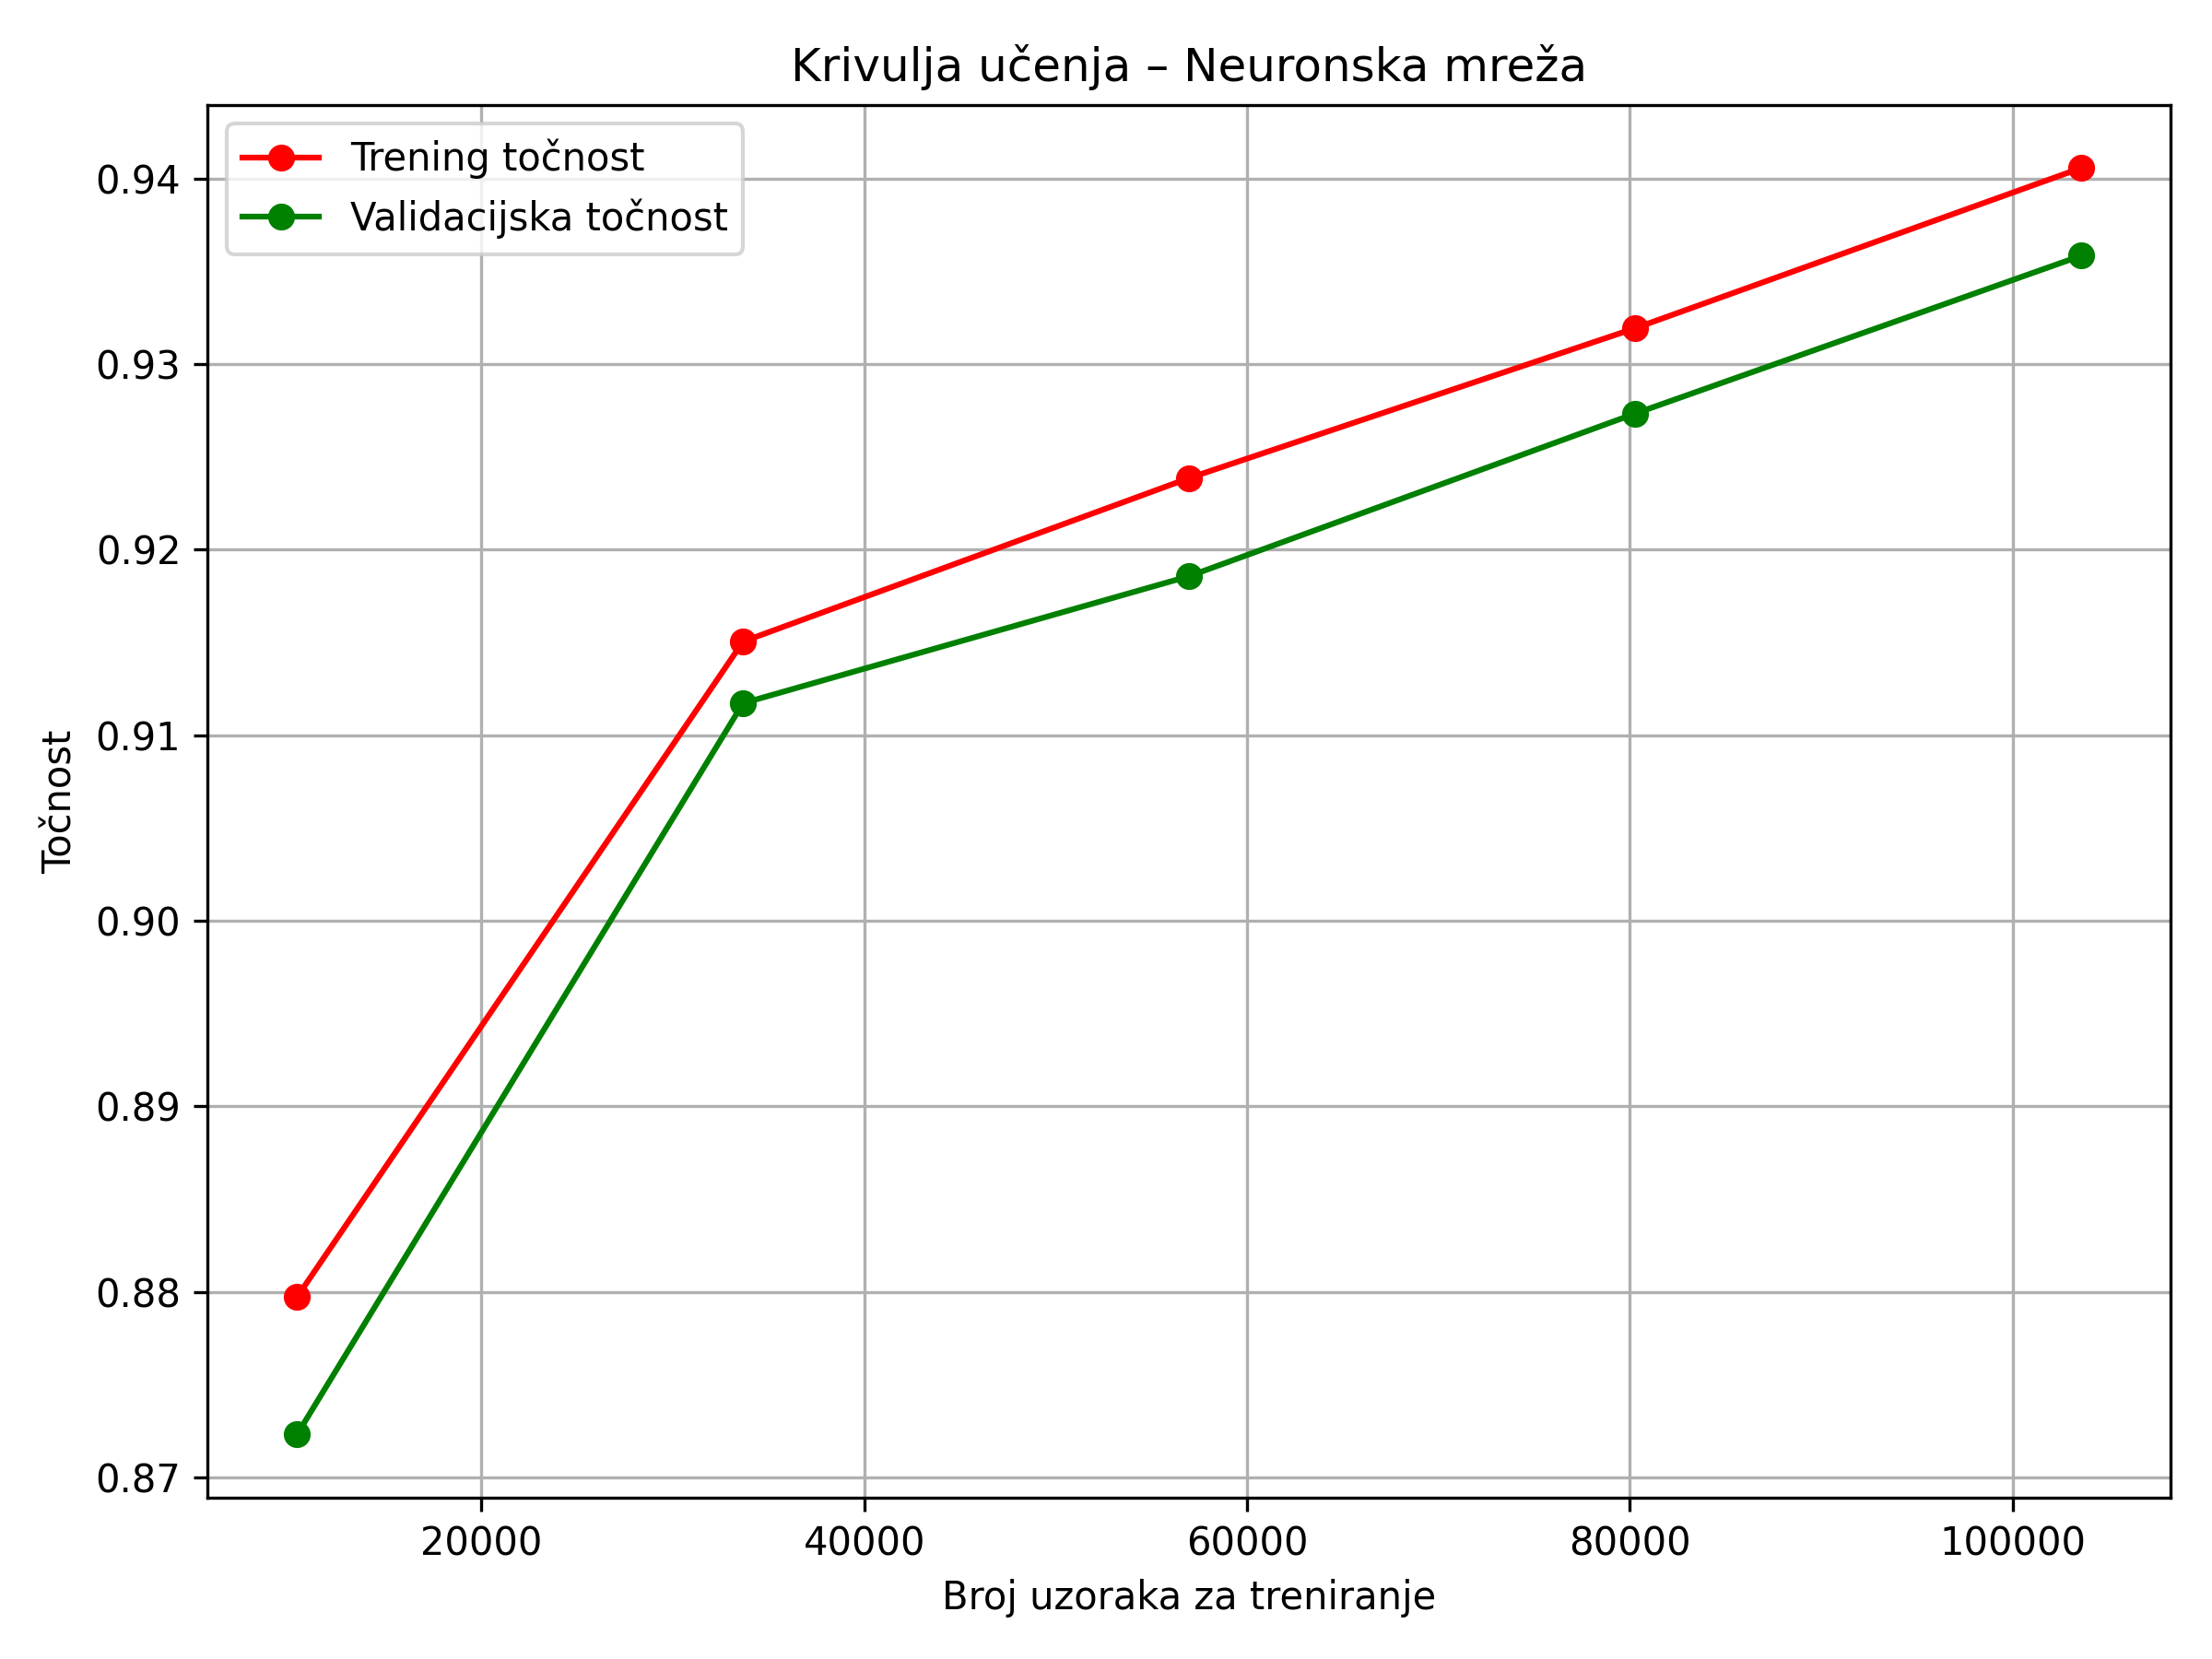 Krivulja učenja – Neuronska mreža
Trening točnost
Validacijska točnost
0.94
0.93
0.92
0.91
0.90
0.89
0.88
0.87
Točnost
20000 40000 60000 80000 100000
Broj uzoraka za treniranje